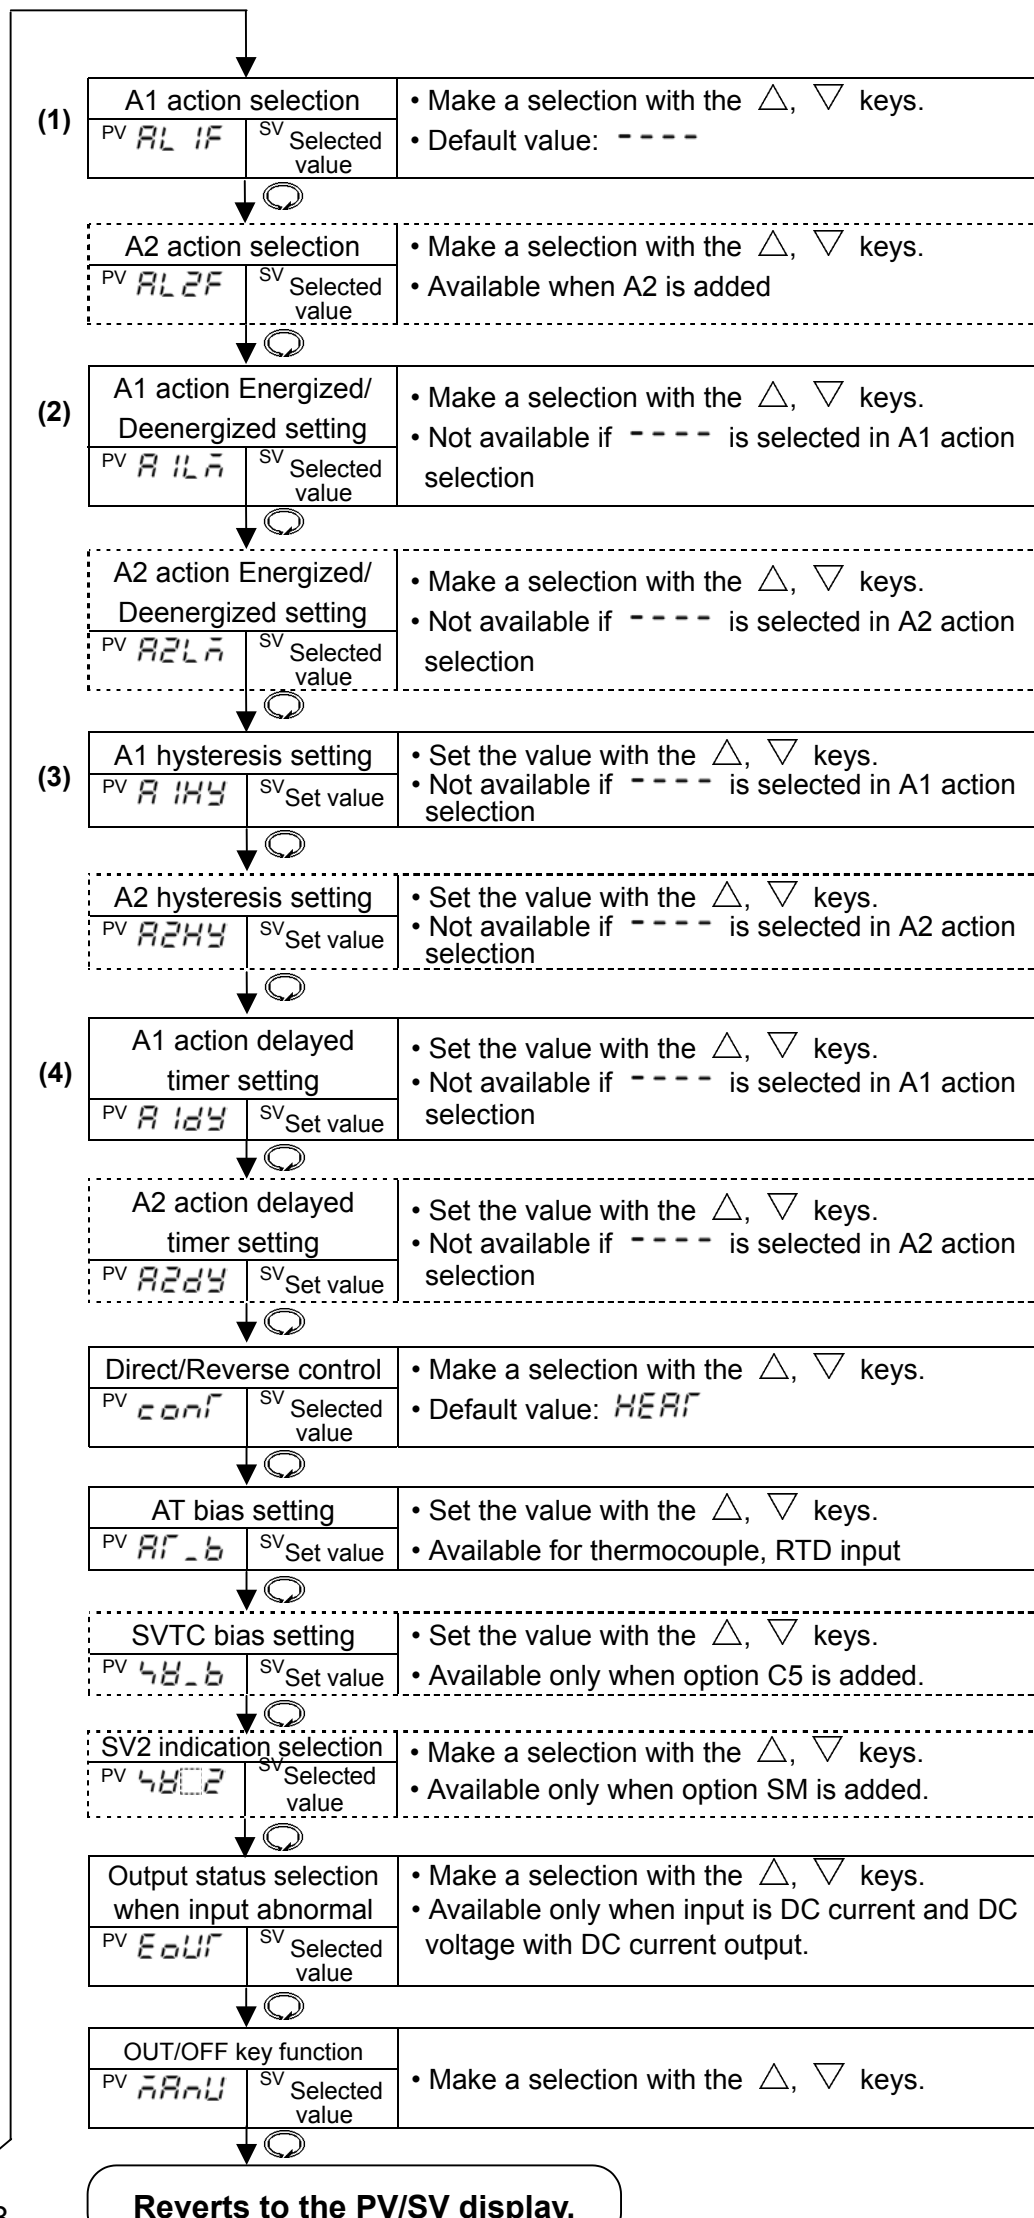 (1)
A1 action selection
PV AL 1F
SV Selected
value
• Make a selection with the △, ▽ keys.
• Default value: ----
A2 action selection
PV AL2F
SV Selected
value
• Make a selection with the △, ▽ keys.
• Available when A2 is added
(2)
A1 action Energized/
Deenergized setting
PV A1LM
SV Selected
value
• Make a selection with the △, ▽ keys.
• Not available if ---- is selected in A1 action
selection
A2 action Energized/
Deenergized setting
PV A2LM
SV Selected
value
• Make a selection with the △, ▽ keys.
• Not available if ---- is selected in A2 action
selection
(3)
A1 hysteresis setting
PV A1HY
SV Set value
• Set the value with the △, ▽ keys.
• Not available if ---- is selected in A1 action
selection
A2 hysteresis setting
PV A2HY
SV Set value
• Set the value with the △, ▽ keys.
• Not available if ---- is selected in A2 action
selection
(4)
A1 action delayed
timer setting
PV A1dY
SV Set value
• Set the value with the △, ▽ keys.
• Not available if ---- is selected in A1 action
selection
A2 action delayed
timer setting
PV A2dY
SV Set value
• Set the value with the △, ▽ keys.
• Not available if ---- is selected in A2 action
selection
Direct/Reverse control
PV conT
SV Selected
value
• Make a selection with the △, ▽ keys.
• Default value: HEAT
AT bias setting
PV AT_b
SV Set value
• Set the value with the △, ▽ keys.
• Available for thermocouple, RTD input
SVTC bias setting
PV SV_b
SV Set value
• Set the value with the △, ▽ keys.
• Available only when option C5 is added.
SV2 indication selection
PV SV 2
SV Selected
value
• Make a selection with the △, ▽ keys.
• Available only when option SM is added.
Output status selection
when input abnormal
PV EoUT
SV Selected
value
• Make a selection with the △, ▽ keys.
• Available only when input is DC current and DC
voltage with DC current output.
OUT/OFF key function
PV MAnU
SV Selected
value
• Make a selection with the △, ▽ keys.
Reverts to the PV/SV display.